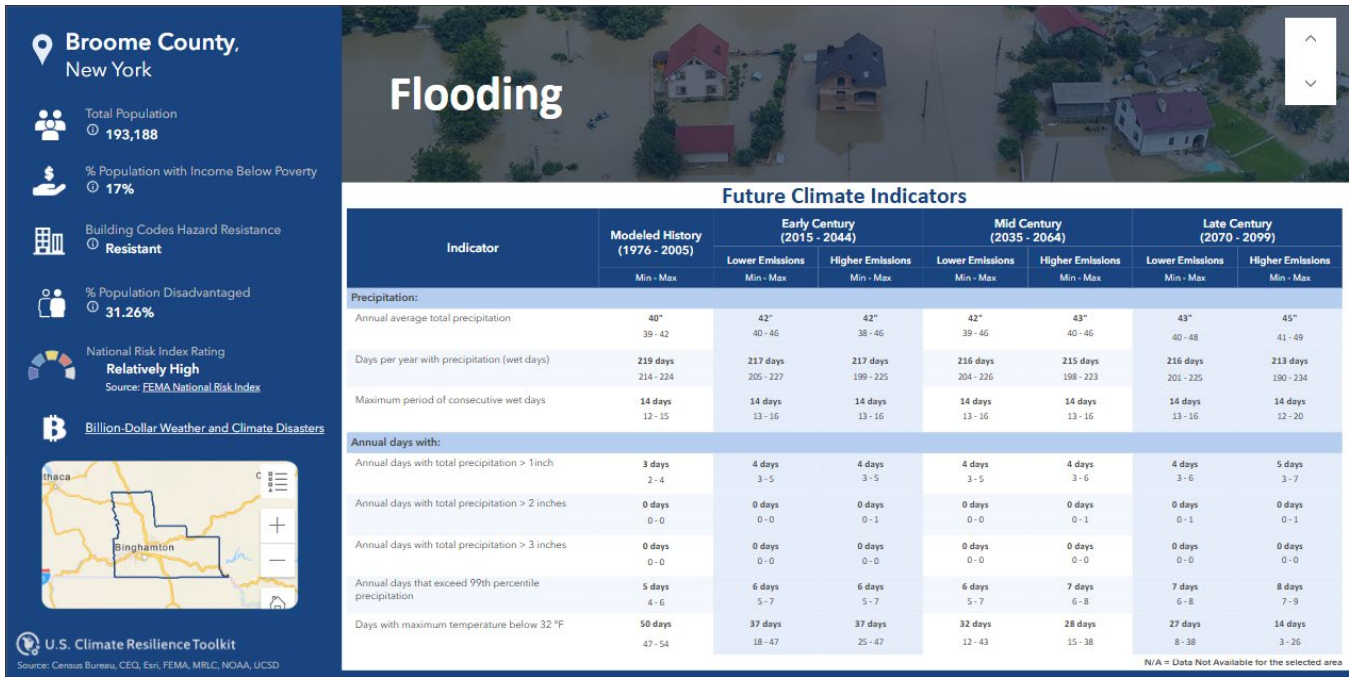 Broome County,
New York
Total Population
193,188
% Population with Income Below Poverty
17%
Building Codes Hazard Resistance
Resistant
% Population Disadvantaged
31.26%
National Risk Index Rating
Relatively High
Source: FEMA National Risk Index
Billion-Dollar Weather and Climate Disasters
thaca
Binghamton
U.S. Climate Resilience Toolkit
Source: Census Bureau, CEQ, Esri, FEMA, MRLC, NOAA, UCSD
Flooding
Future Climate Indicators
Indicator Modeled History (1976 - 2005) Early Century (2015 - 2044) Mid Century (2035 - 2064) Late Century (2070 - 2099)
Lower Emissions Higher Emissions Lower Emissions Higher Emissions Lower Emissions Higher Emissions
Min - Max Min - Max Min - Max Min - Max Min - Max Min - Max Min - Max
Precipitation:
Annual average total precipitation 40" 42" 42" 42" 43" 43" 45"
39 - 42 40 - 46 38 - 46 39 - 46 40 - 46 40 - 48 41 - 49
Days per year with precipitation (wet days) 219 days 217 days 217 days 216 days 215 days 216 days 213 days
214 - 224 205 - 227 199 - 225 204 - 226 198 - 223 201 - 225 190 - 234
Maximum period of consecutive wet days 14 days 14 days 14 days 14 days 14 days 14 days 14 days
12 - 15 13 - 16 13 - 16 13 - 16 13 - 16 13 - 16 12 - 20
Annual days with:
Annual days with total precipitation > 1inch 3 days 4 days 4 days 4 days 4 days 4 days 5 days
2 - 4 3 - 5 3 - 5 3 - 5 3 - 6 3 - 6 3 - 7
Annual days with total precipitation > 2 inches 0 days 0 days 0 days 0 days 0 days 0 days 0 days
0 - 0 0 - 0 0 - 1 0 - 0 0 - 1 0 - 1 0 - 1
Annual days with total precipitation > 3 inches 0 days 0 days 0 days 0 days 0 days 0 days 0 days
0 - 0 0 - 0 0 - 0 0 - 0 0 - 0 0 - 0 0 - 0
Annual days that exceed 99th percentile
precipitation 5 days 6 days 6 days 6 days 7 days 7 days 8 days
4 - 6 5 - 7 5 - 7 5 - 7 6 - 8 6 - 8 7 - 9
Days with maximum temperature below 32 °F 50 days 37 days 37 days 32 days 28 days 27 days 14 days
47 - 54 18 - 47 25 - 47 12 - 43 15 - 38 8 - 38 3 - 26
N/A = Data Not Available for the selected area